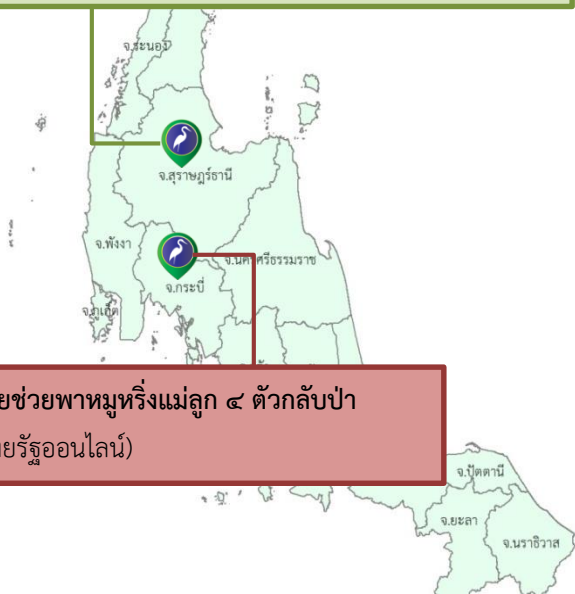 จ.ระนอง
จ.สุราษฎร์ธานี
จ.พังงา
จ.นครศรีธรรมราช
จ.กระบี่
จ.ภูเก็ต
ยช่วยพาหมูหริ่งแม่ลูก ๔ ตัวกลับป่า
ยรัฐออนไลน์)
จ.ปัตตานี
จ.ยะลา
จ.นราธิวาส